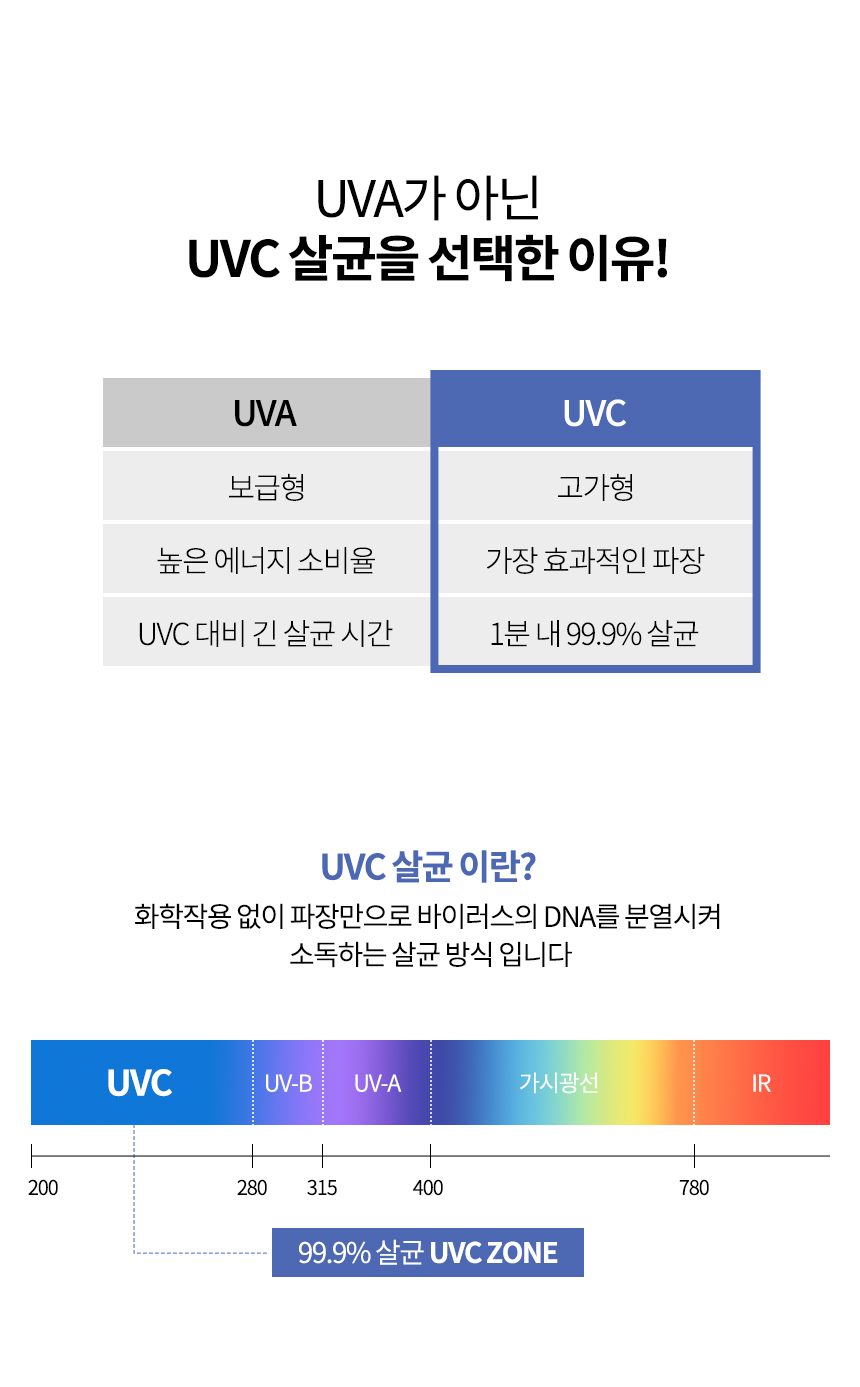 UVA가 아닌
UVC 살균을 선택한 이유!
UVA UVC
보급형 고가형
높은 에너지 소비율 가장 효과적인 파장
UVC 대비 긴 살균 시간 1분 내 99.9% 살균
UVC 살균 이란?
화학작용 없이 파장만으로 바이러스의 DNA를 분열시켜
소독하는 살균 방식 입니다
UVC UV-B UV-A 가시광선 IR
200 280 315 400 780
99.9% 살균 UVC ZONE